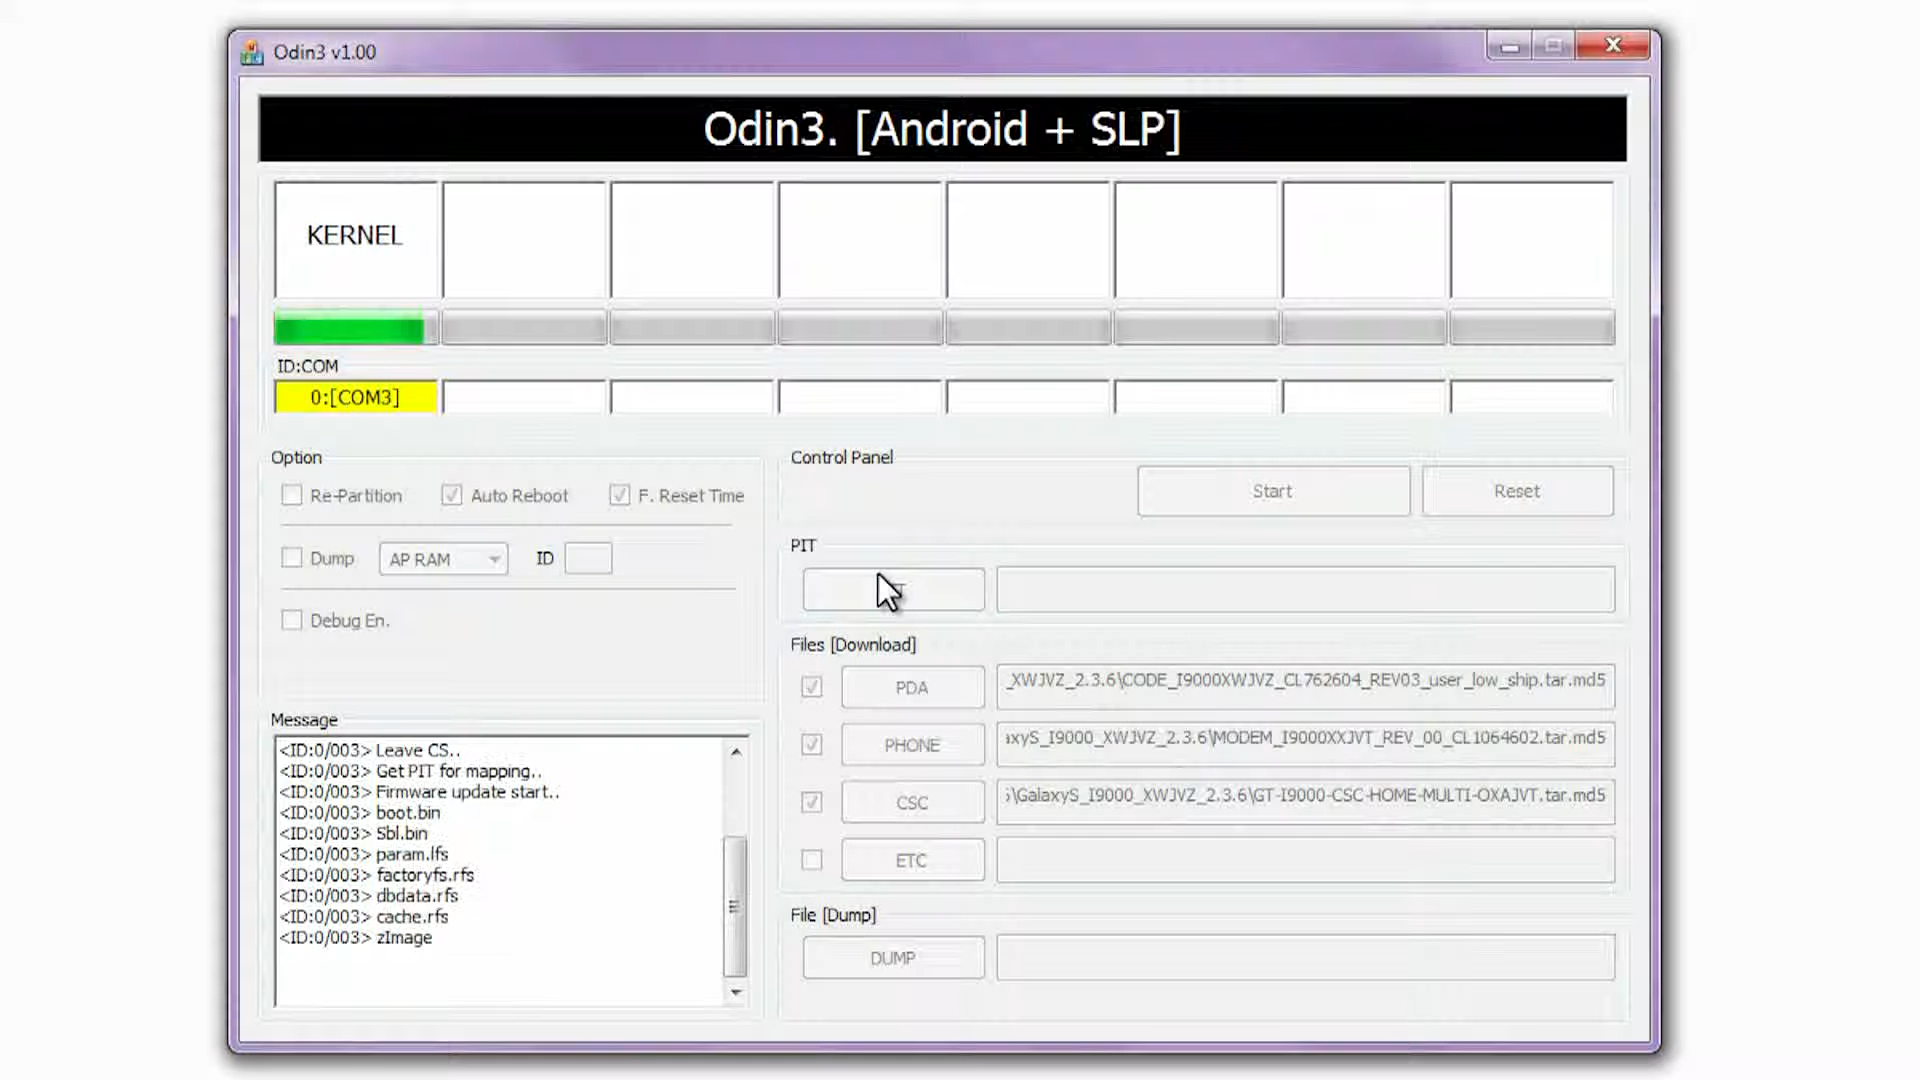 Odin3 v1.00
Odin3. [Android + SLP]
KERNEL
ID:COM
0:[COM3]
Option
Re-Partition
Auto Reboot
F. Reset Time
Dump
AP RAM
ID
Debug En.
Control Panel
Start
Reset
PIT
Files [Download]
PDA
_XWJVZ_2.3.6\CODE_I9000XWJVZ_CL762604_REV03_user_low_ship.tar.md5
PHONE
axyS_I9000_XWJVZ_2.3.6\MODEM_I9000XXJVT_REV_00_CL1064602.tar.md5
CSC
\GalaxyS_I9000_XWJVZ_2.3.6\GT-I9000-CSC-HOME-MULTI-OXAJVT.tar.md5
ETC
File [Dump]
DUMP
Message
<ID:0/003> Leave CS..
<ID:0/003> Get PIT for mapping..
<ID:0/003> Firmware update start..
<ID:0/003> boot.bin
<ID:0/003> Sbl.bin
<ID:0/003> param.lfs
<ID:0/003> factoryfs.rfs
<ID:0/003> dbdata.rfs
<ID:0/003> cache.rfs
<ID:0/003> zImage